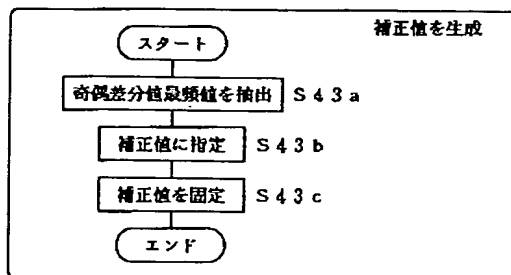 補正値を生成
スタート
奇偶差分値最頻値を抽出 S43a
補正値に指定 S43b
補正値を固定 S43c
エンド